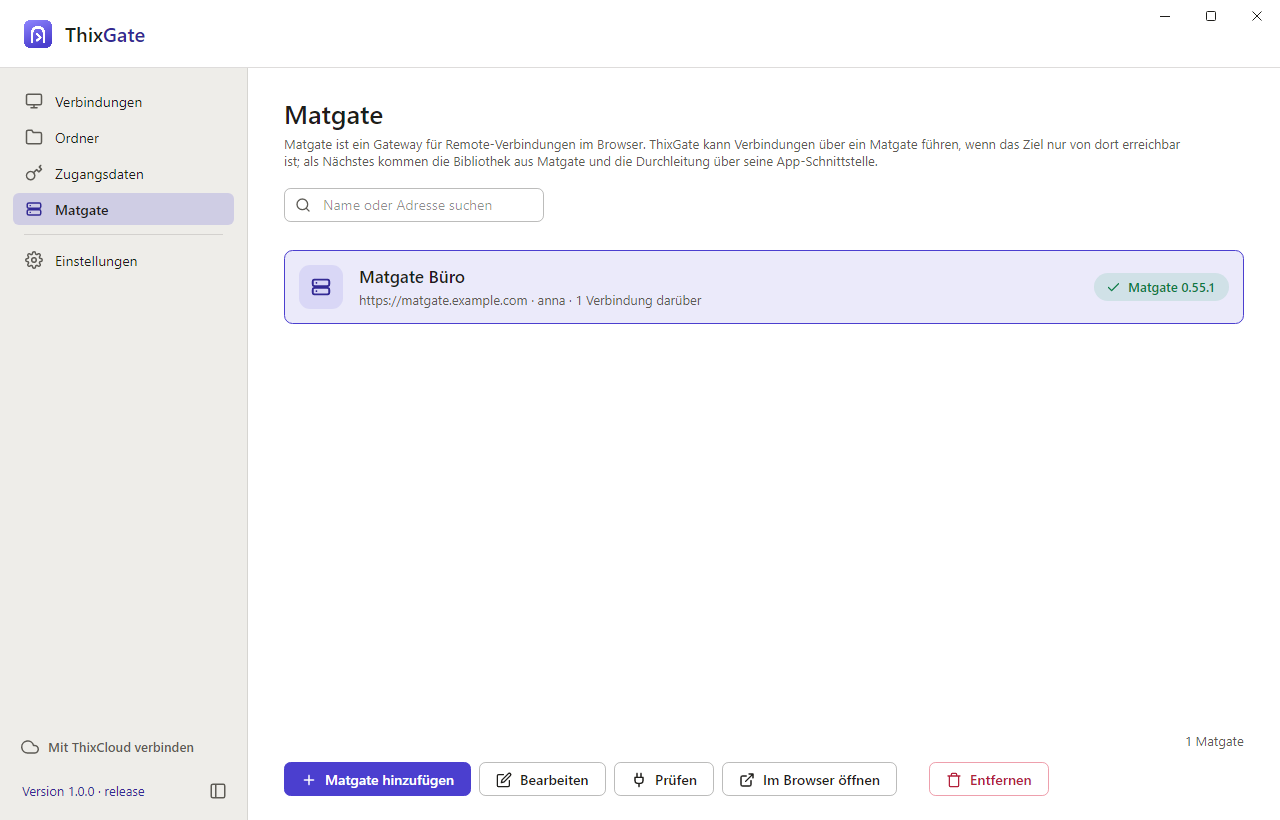 ThixGate
Verbindungen
Ordner
Zugangsdaten
Matgate
Einstellungen
Mit ThixCloud verbinden
Version 1.0.0 · release
Matgate
Matgate ist ein Gateway für Remote-Verbindungen im Browser. ThixGate kann Verbindungen über ein Matgate führen, wenn das Ziel nur von dort erreichbar
ist; als Nächstes kommen die Bibliothek aus Matgate und die Durchleitung über seine App-Schnittstelle.
Name oder Adresse suchen
Matgate Büro
https://matgate.example.com · anna · 1 Verbindung darüber
Matgate 0.55.1
1 Matgate
Matgate hinzufügen
Bearbeiten
Prüfen
Im Browser öffnen
Entfernen